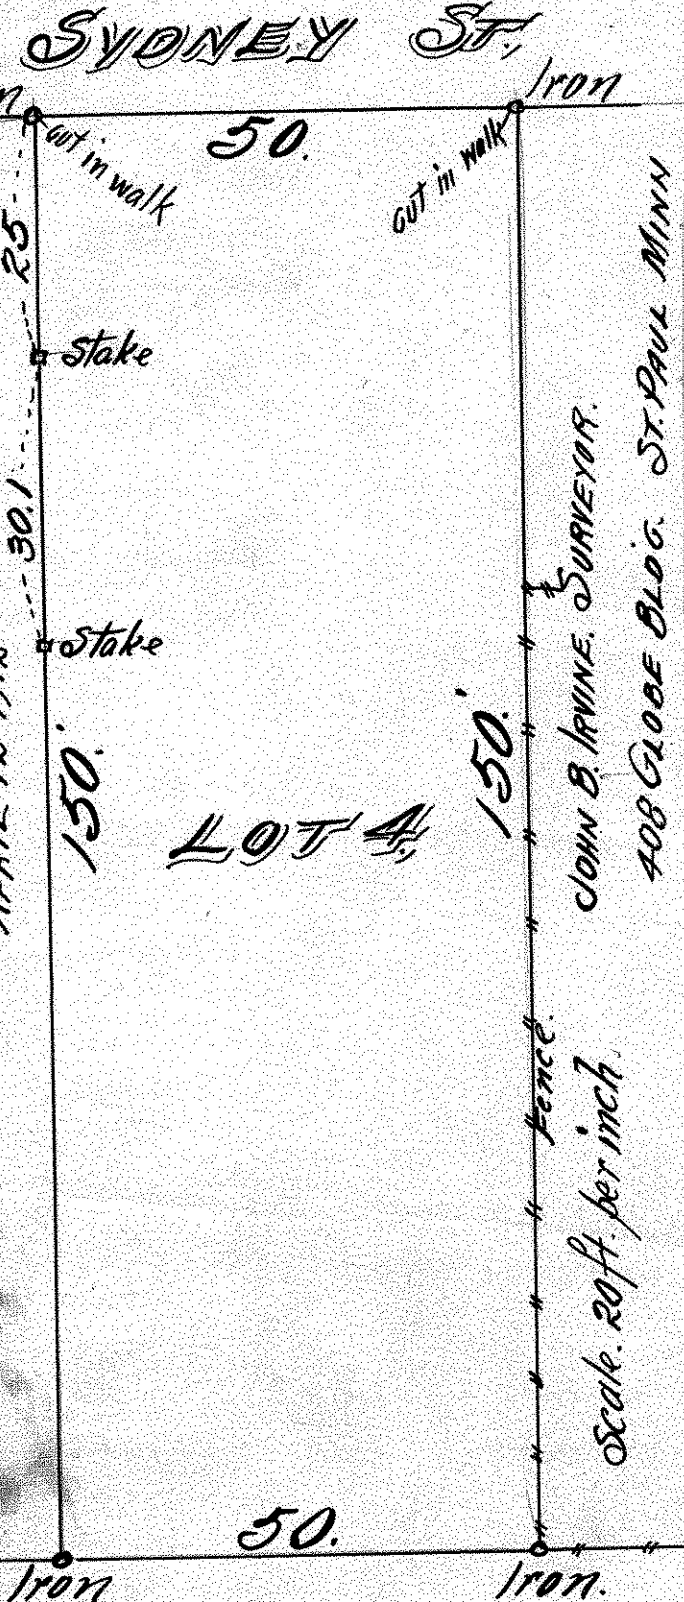 SYDNEY ST.
Iron
50.
cut in walk
cut in walk
25
stake
30.1
stake
150.'
150.'
LOT 4.
JOHN B. IRVINE. SURVEYOR.
408 GLOBE BLDG. ST. PAUL MINN
Fence.
Scale. 20 ft. per inch.
50.
Iron
Iron.